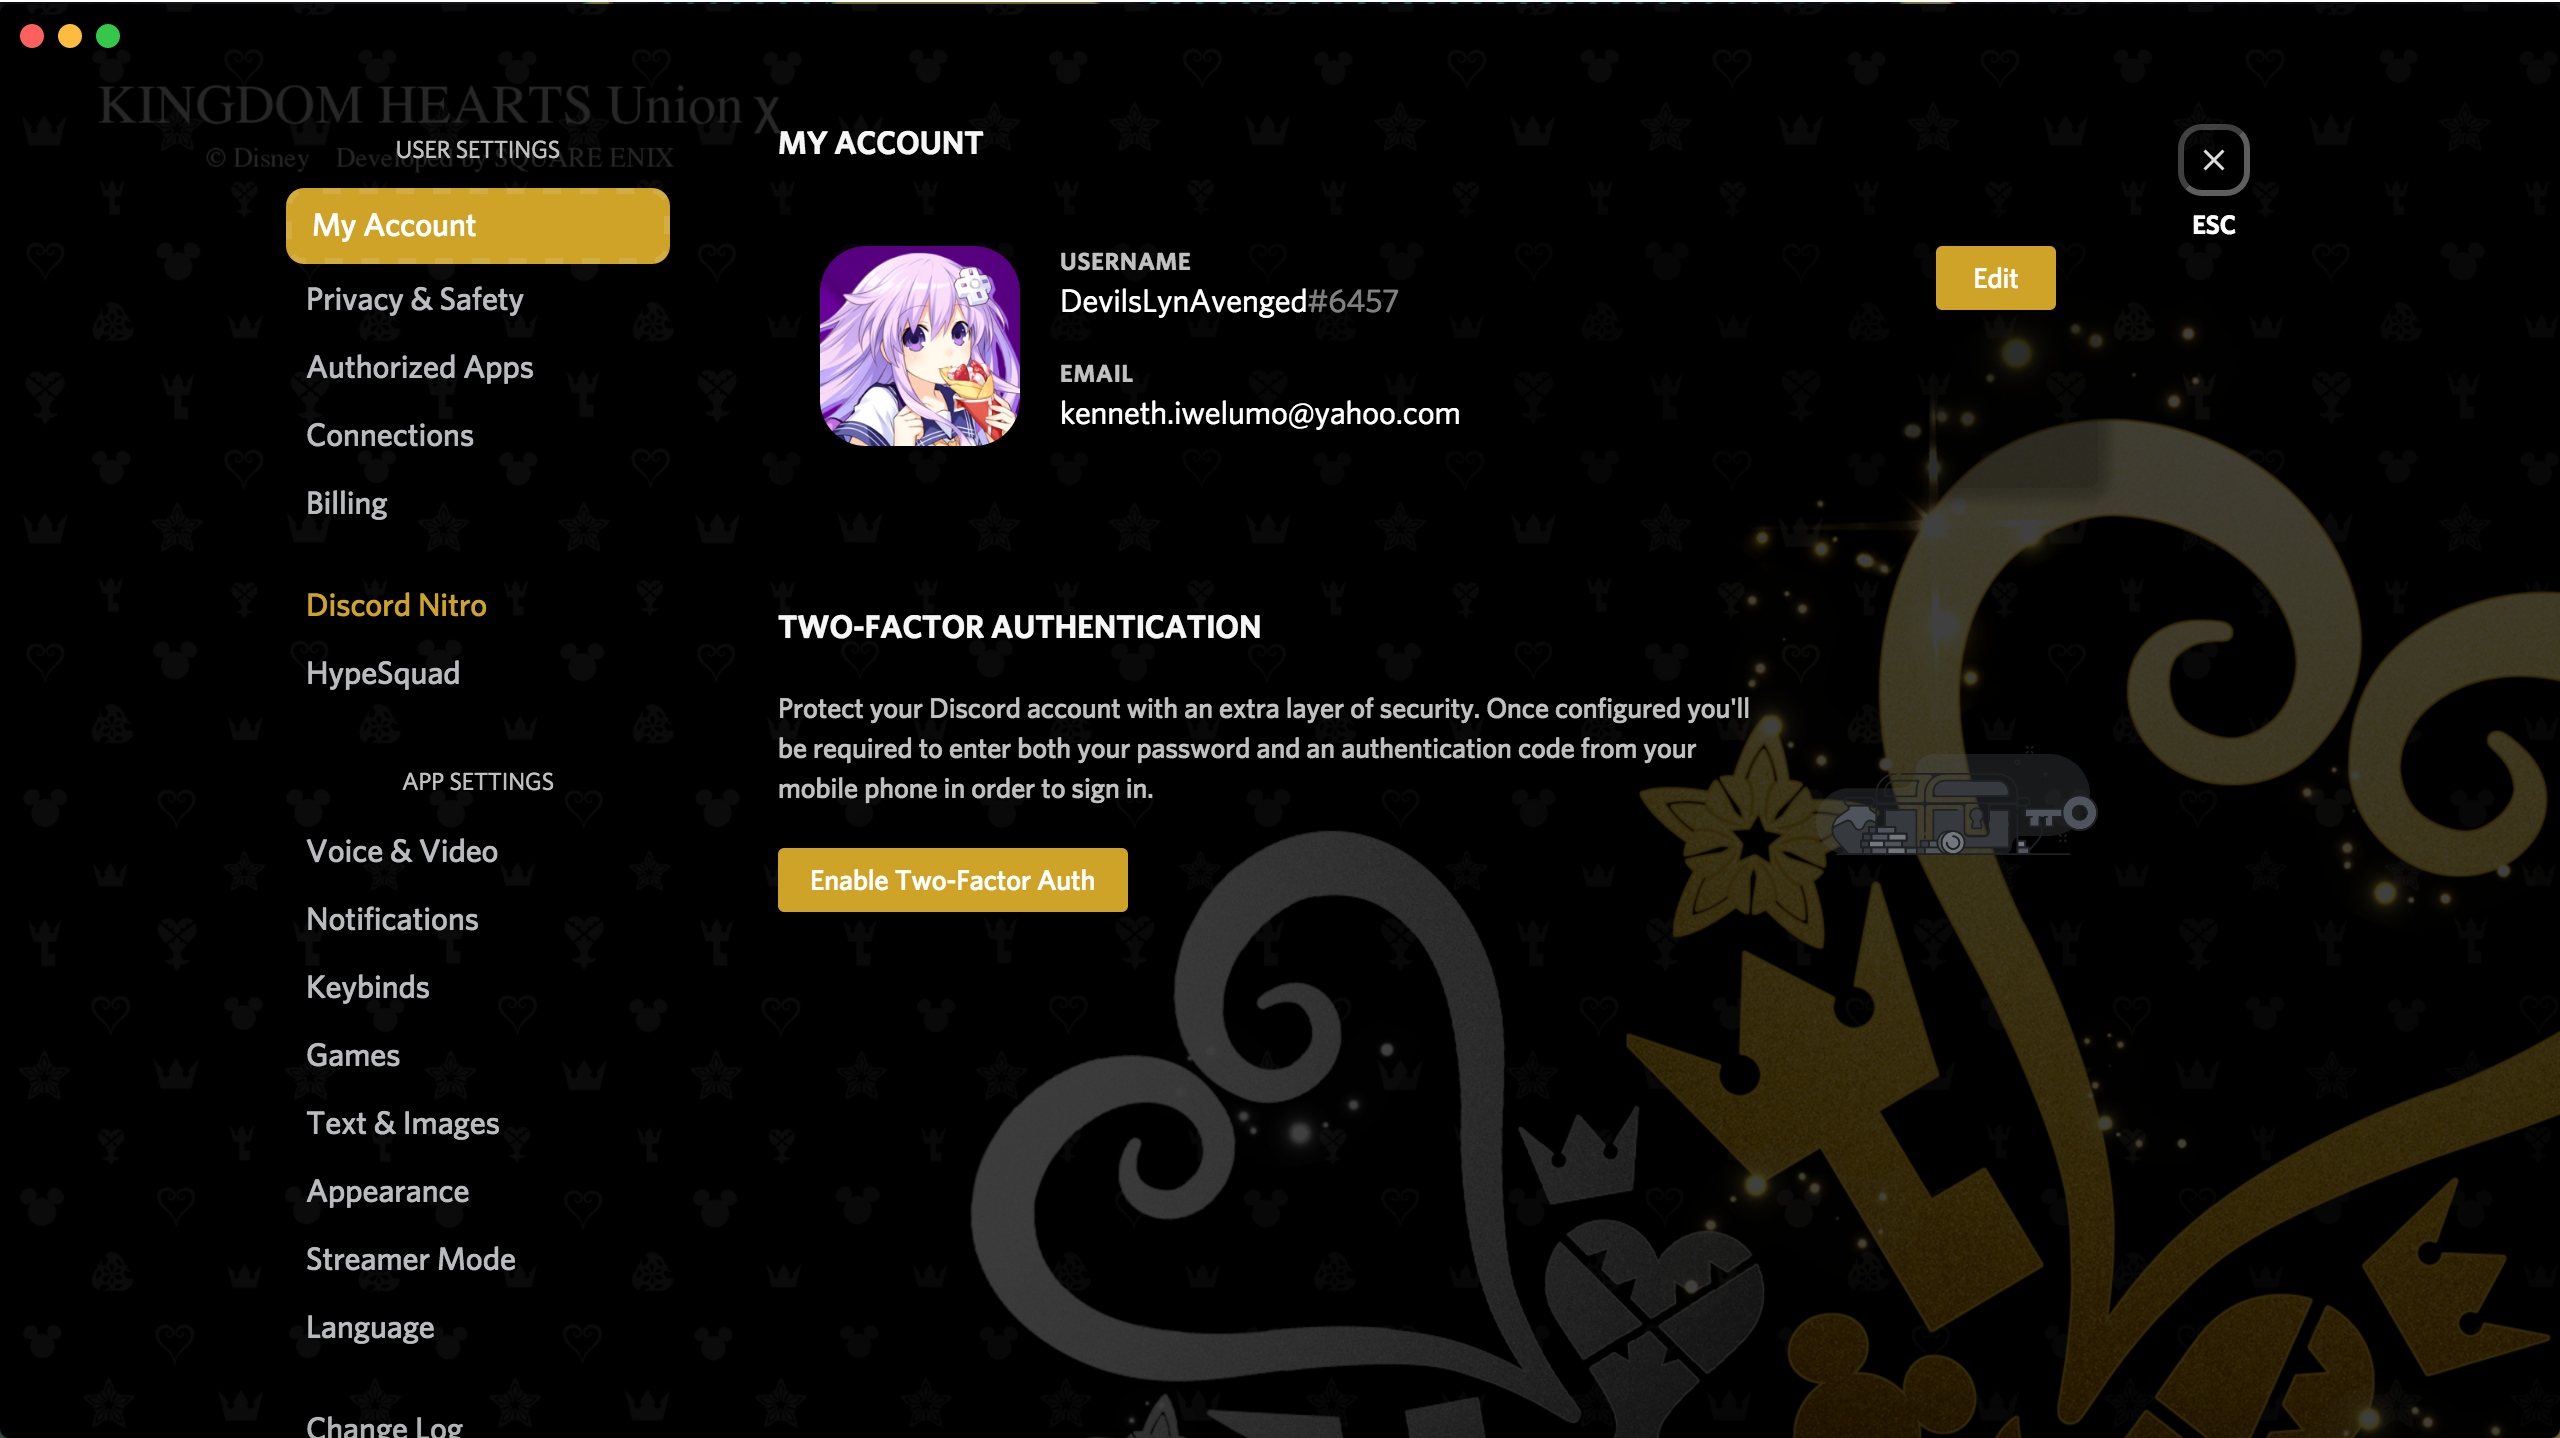 KINGDOM HEARTS Union χ
© Disney Developed by SQUARE ENIX
USER SETTINGS
My Account
Privacy & Safety
Authorized Apps
Connections
Billing
Discord Nitro
HypeSquad
APP SETTINGS
Voice & Video
Notifications
Keybinds
Games
Text & Images
Appearance
Streamer Mode
Language
Change Log
MY ACCOUNT
USERNAME
DevilsLynAvenged#6457
EMAIL
kenneth.iwelumo@yahoo.com
Edit
ESC
TWO-FACTOR AUTHENTICATION
Protect your Discord account with an extra layer of security. Once configured you'll
be required to enter both your password and an authentication code from your
mobile phone in order to sign in.
Enable Two-Factor Auth